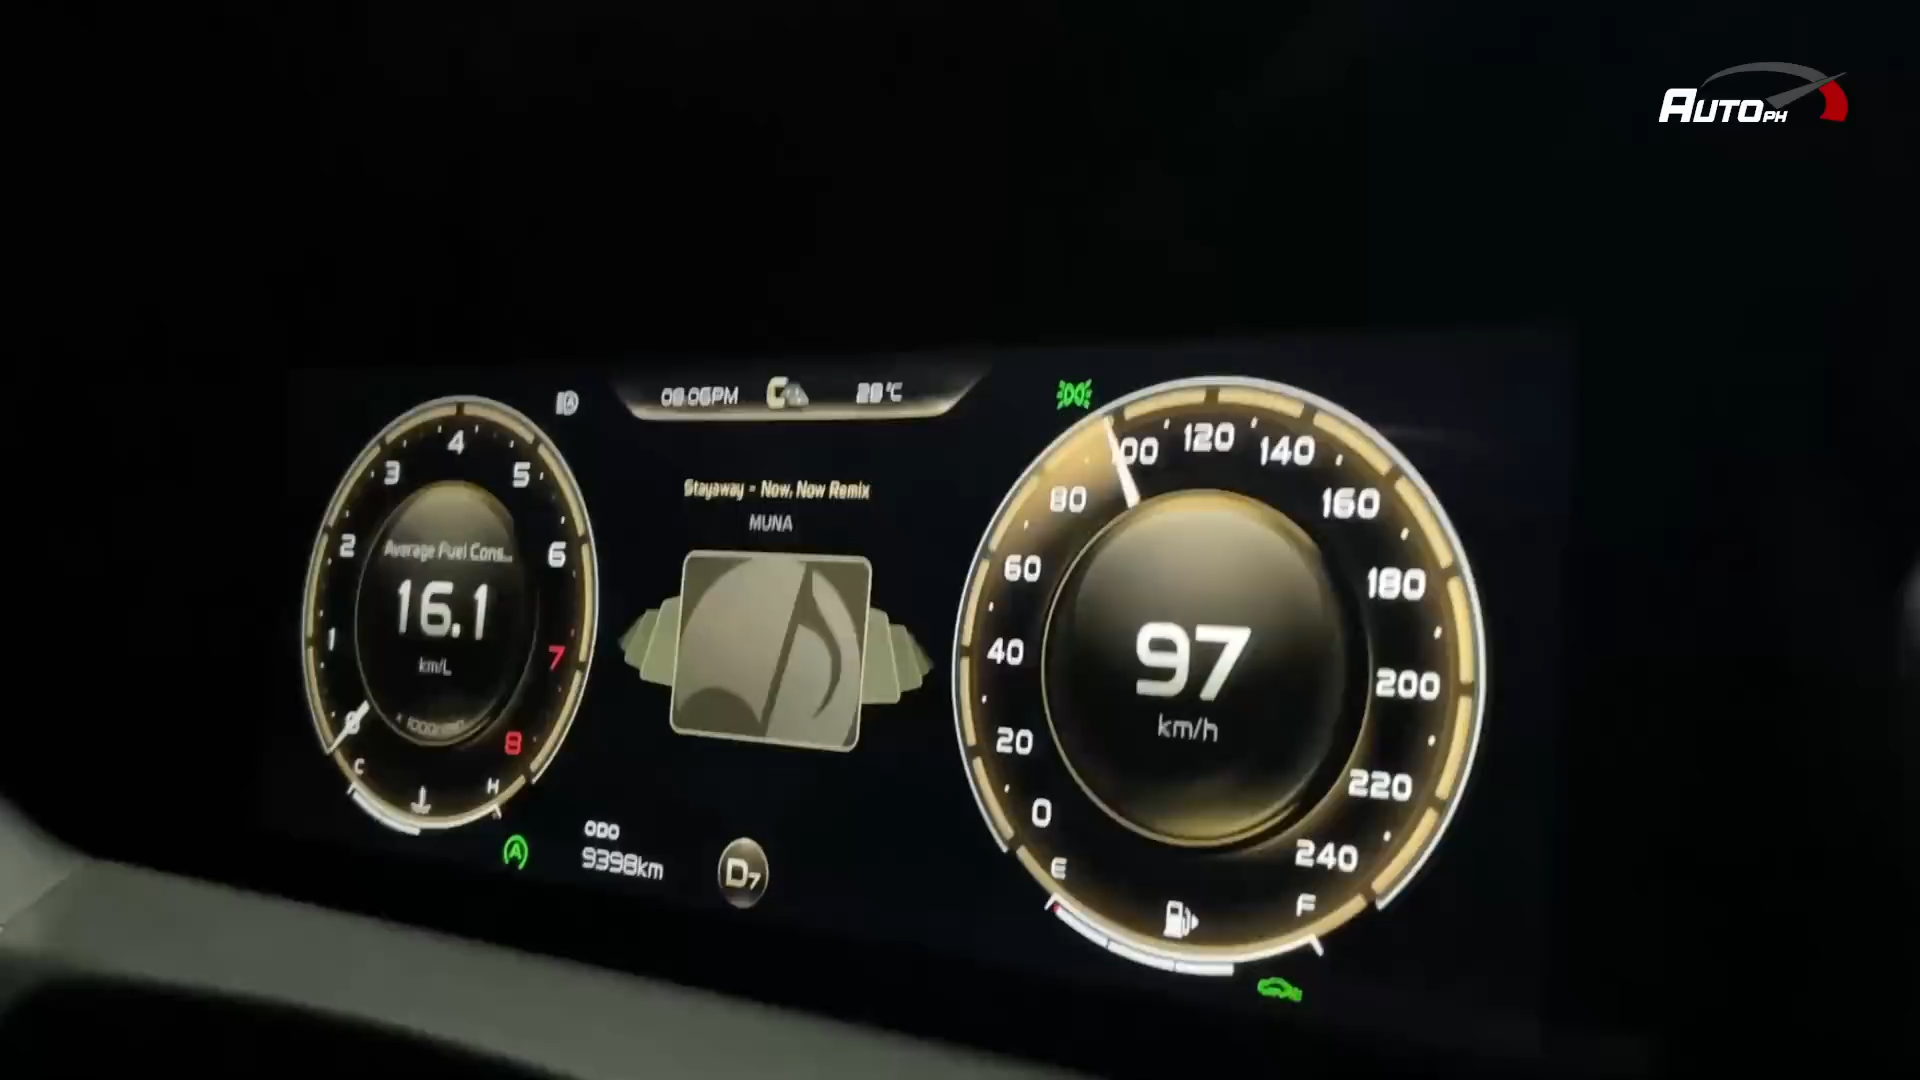 AUTOPH
08:06PM
28°C
Stayaway - Now, Now Remix
MUNA
Average Fuel Cons...
16.1
km/L
0
1
2
3
4
5
6
7
8
C
H
ODO
9398km
D7
97
km/h
0
20
40
60
80
100
120
140
160
180
200
220
240
E
F
A